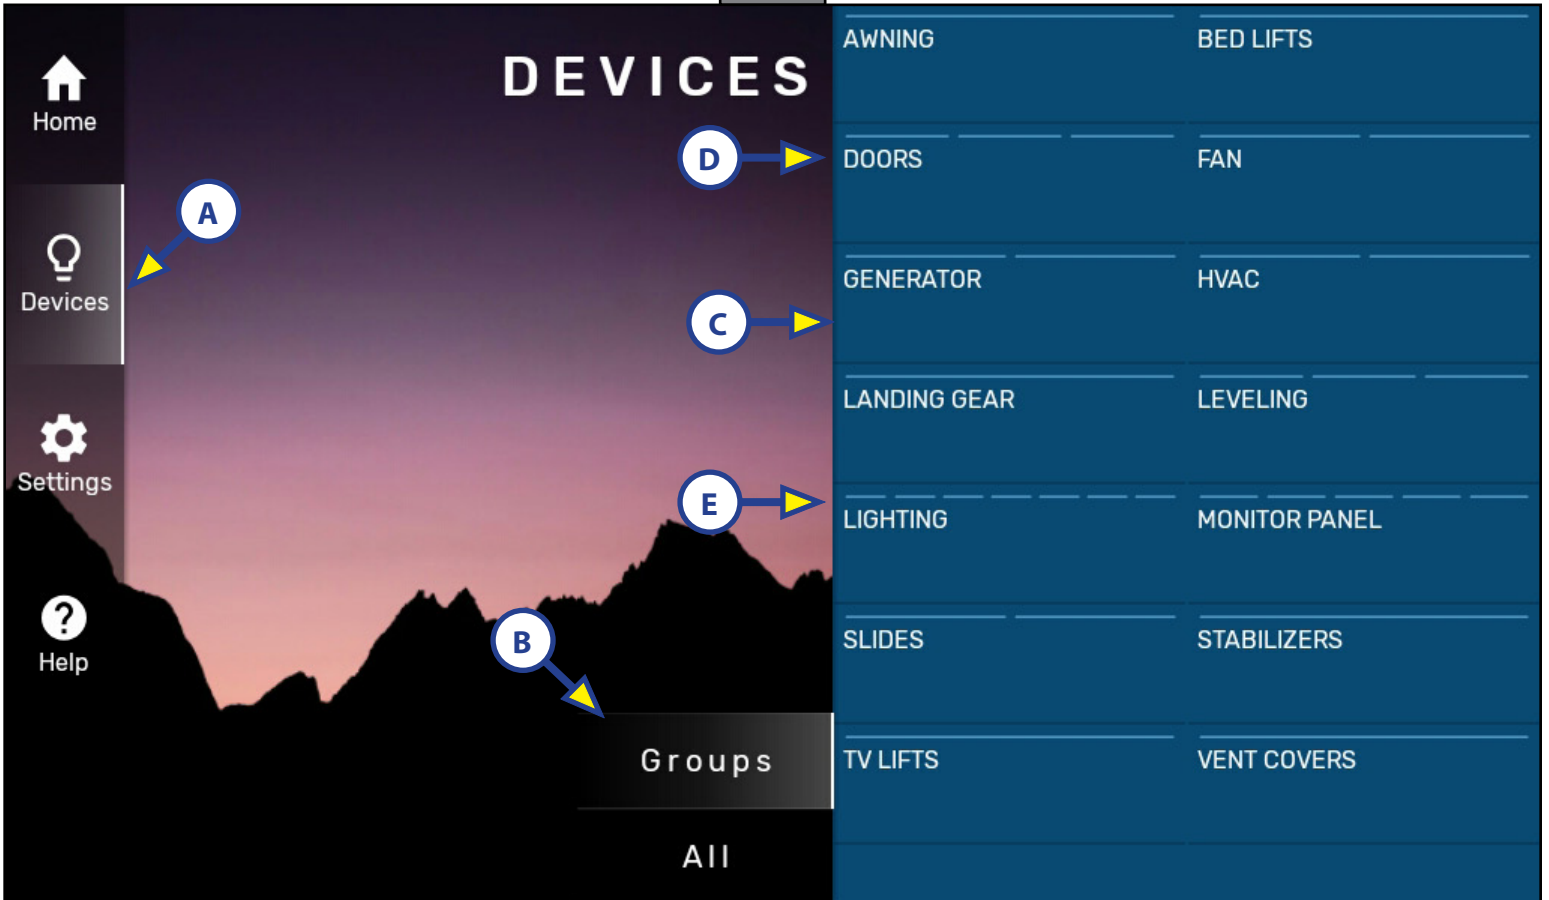 Home
Devices
Settings
Help
DEVICES
A
D
C
E
B
Groups
All
AWNING
BED LIFTS
DOORS
FAN
GENERATOR
HVAC
LANDING GEAR
LEVELING
LIGHTING
MONITOR PANEL
SLIDES
STABILIZERS
TV LIFTS
VENT COVERS